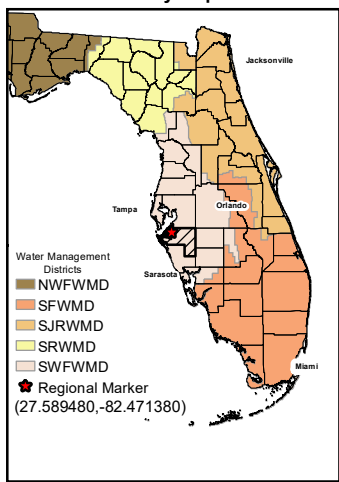 Jacksonville
Tampa
Orlando
Sarasota
Water Management
Districts
NWFWMD
SFWMD
SJRWMD
SRWMD
SWFWMD
Regional Marker
(27.589480,-82.471380)
Miami